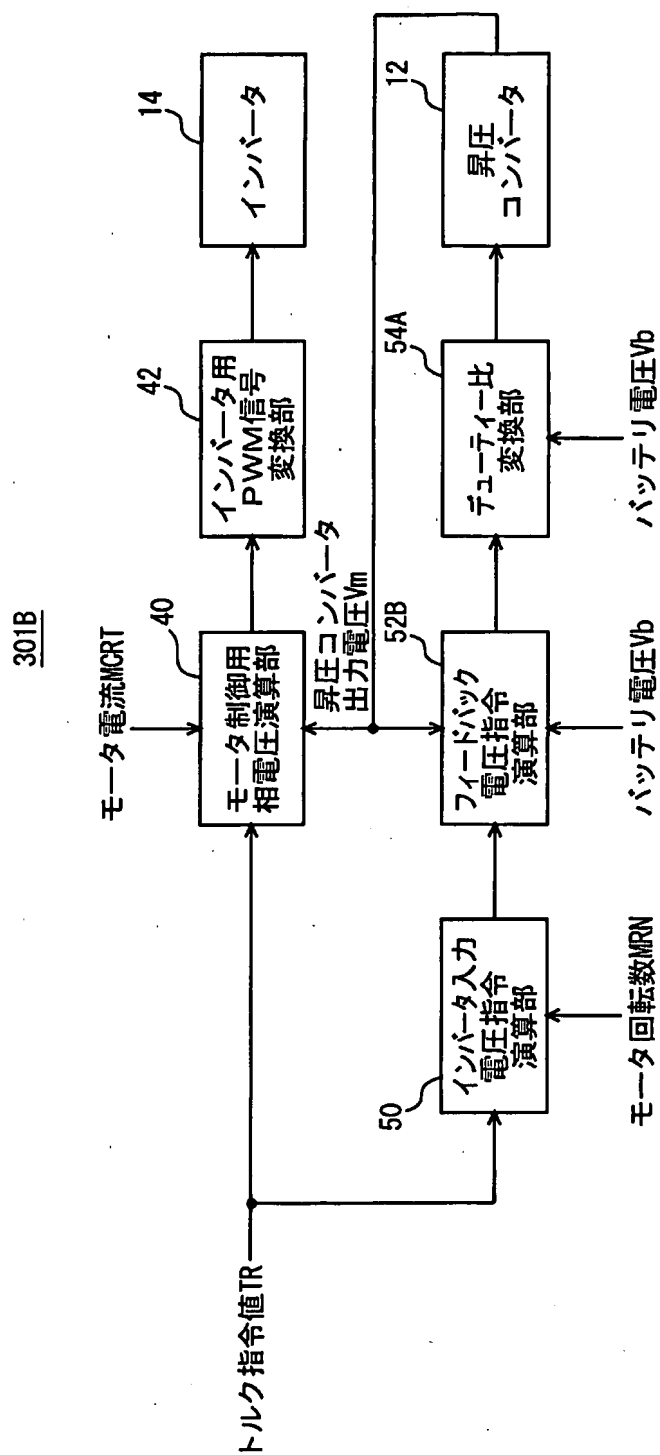 301B
モータ電流MCRT
40
モータ制御用
相電圧演算部
42
インバータ用
PWM信号
変換部
14
インバータ
トルク指令値TR
昇圧コンバータ
出力電圧Vm
50
インバータ入力
電圧指令
演算部
52B
フィードバック
電圧指令
演算部
54A
デューティー比
変換部
12
昇圧
コンバータ
モータ回転数MRN
バッテリ電圧Vb
バッテリ電圧Vb